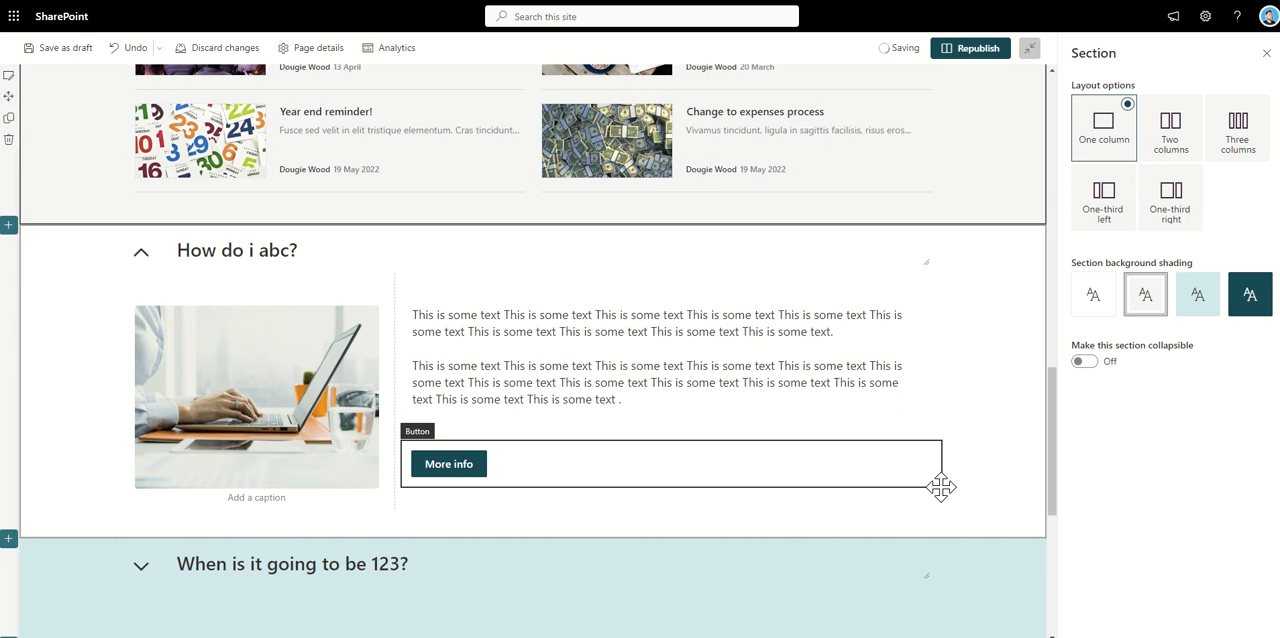 SharePoint
Search this site
Save as draft
Undo
Discard changes
Page details
Analytics
Saving
Republish
Dougie Wood 13 April
Dougie Wood 20 March
Year end reminder!
Fusce sed velit in elit tristique elementum. Cras tincidunt...
Dougie Wood 19 May 2022
Change to expenses process
Vivamus tincidunt, ligula in sagittis facilisis, risus eros...
Dougie Wood 19 May 2022
How do i abc?
This is some text This is some text This is some text This is some text This is some text This is
some text This is some text This is some text This is some text This is some text.
This is some text This is some text This is some text This is some text This is some text This is
some text This is some text This is some text This is some text This is some text This is some
text This is some text This is some text .
Add a caption
Button
More info
When is it going to be 123?
Section
Layout options
One column
Two
columns
Three
columns
One-third
left
One-third
right
Section background shading
Make this section collapsible
Off